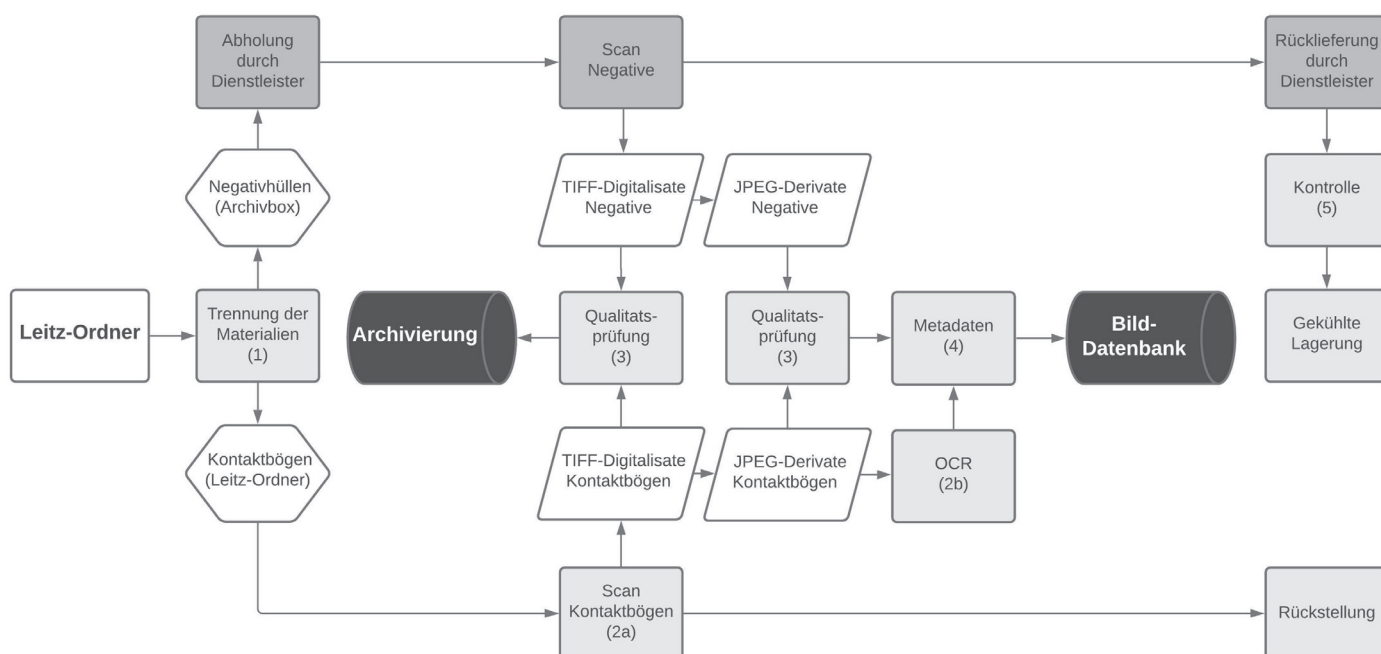 Abholung
durch
Dienstleister
Scan
Negative
Rücklieferung
durch
Dienstleister
Negativhüllen
(Archivbox)
TIFF-Digitalisate
Negative
JPEG-Derivate
Negative
Kontrolle
(5)
Leitz-Ordner
Trennung der
Materialien
(1)
Archivierung
Qualitats-
prüfung
(3)
Qualitats-
prüfung
(3)
Metadaten
(4)
Bild-
Datenbank
Gekühlte
Lagerung
Kontaktbögen
(Leitz-Ordner)
TIFF-Digitalisate
Kontaktbögen
JPEG-Derivate
Kontaktbögen
OCR
(2b)
Scan
Kontaktbögen
(2a)
Rückstellung